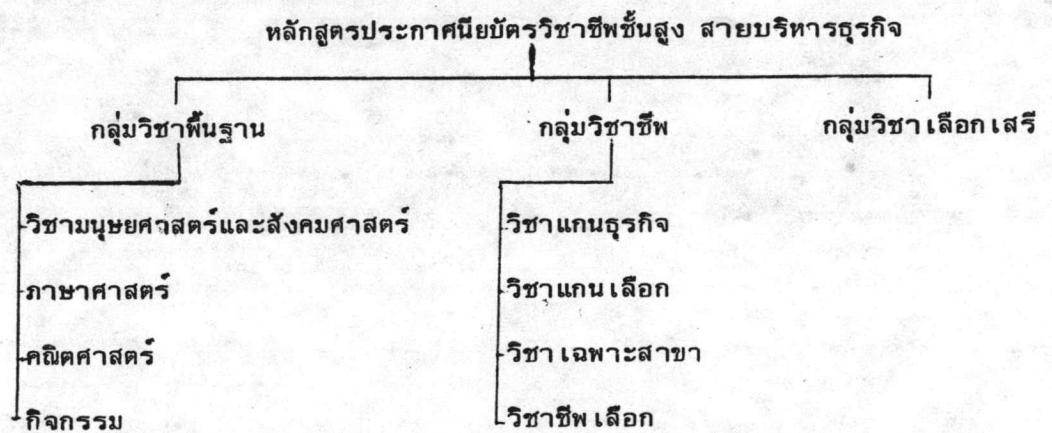 หลักสูตรประกาศนียบัตรวิชาชีพชั้นสูง สายบริหารธุรกิจ
กลุ่มวิชาพื้นฐาน
กลุ่มวิชาชีพ
กลุ่มวิชาเลือกเสรี
วิชามนุษยศาสตร์และสังคมศาสตร์
ภาษาศาสตร์
คณิตศาสตร์
กิจกรรม
วิชาแกนธุรกิจ
วิชาแกนเลือก
วิชาเฉพาะสาขา
วิชาชีพเลือก